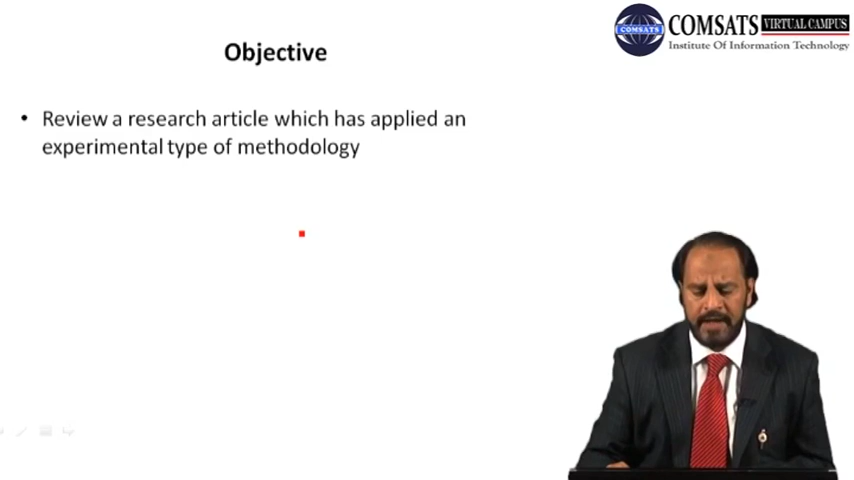 COMSATS VIRTUAL CAMPUS
Institute Of Information Technology
COMSATS
Objective
• Review a research article which has applied an
experimental type of methodology